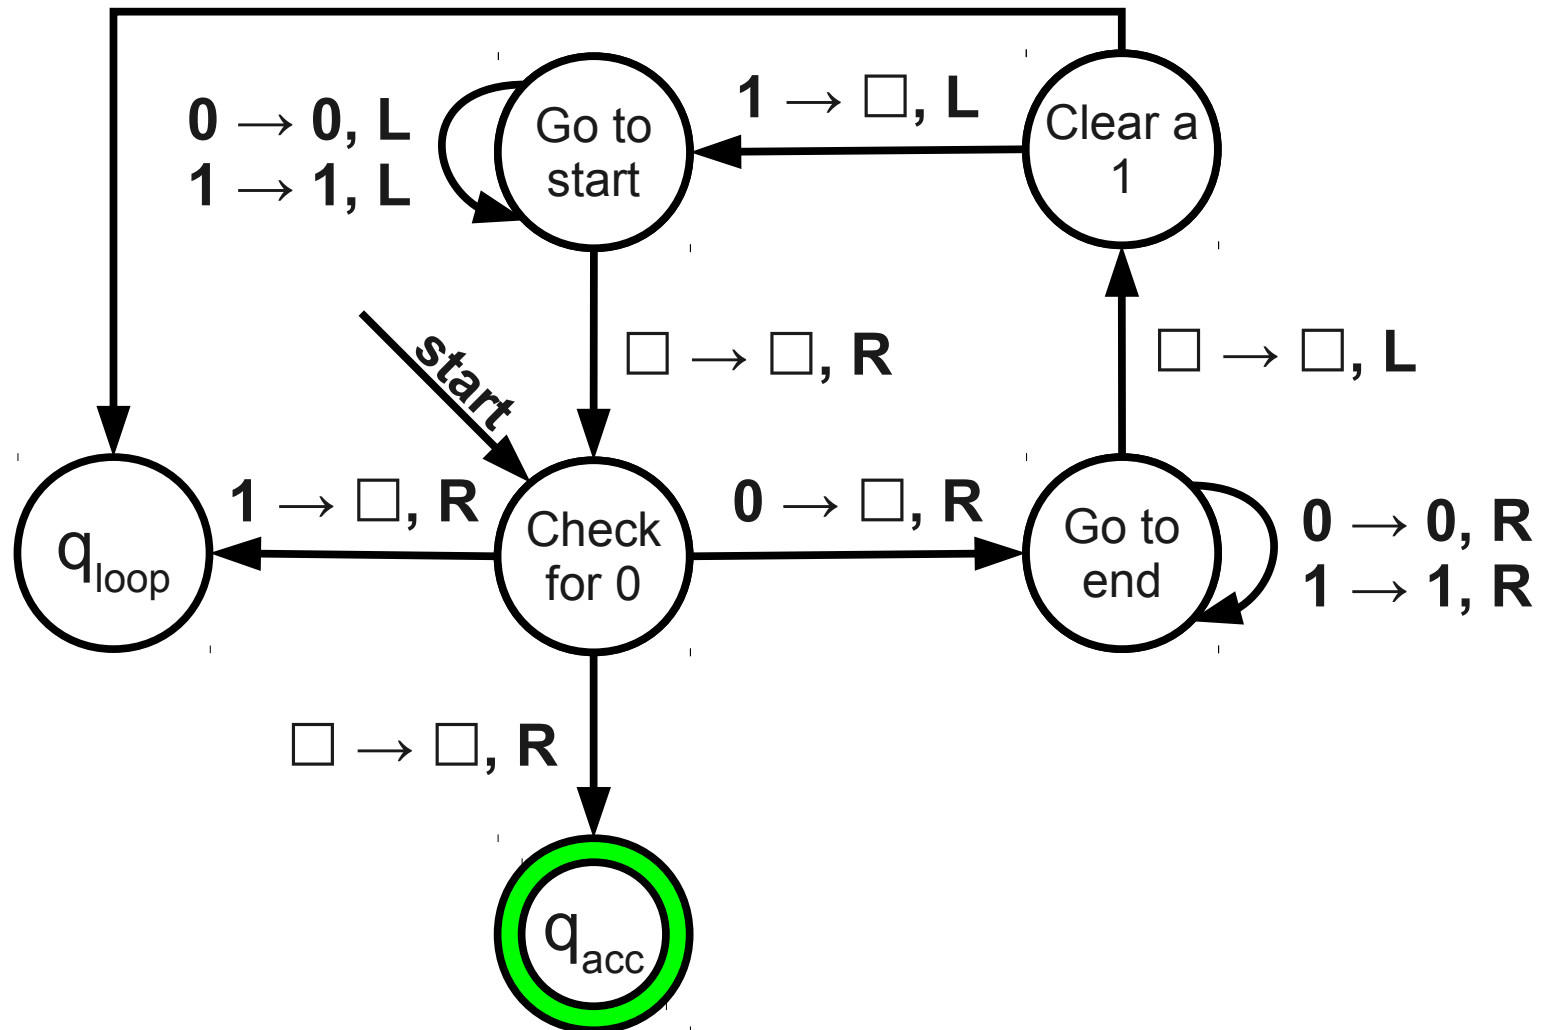 0 → 0, L
1 → 1, L
Go to
start
1 → □, L
Clear a
1
start
□ → □, R
□ → □, L
q_loop
1 → □, R
Check
for 0
0 → □, R
Go to
end
0 → 0, R
1 → 1, R
□ → □, R
q_acc